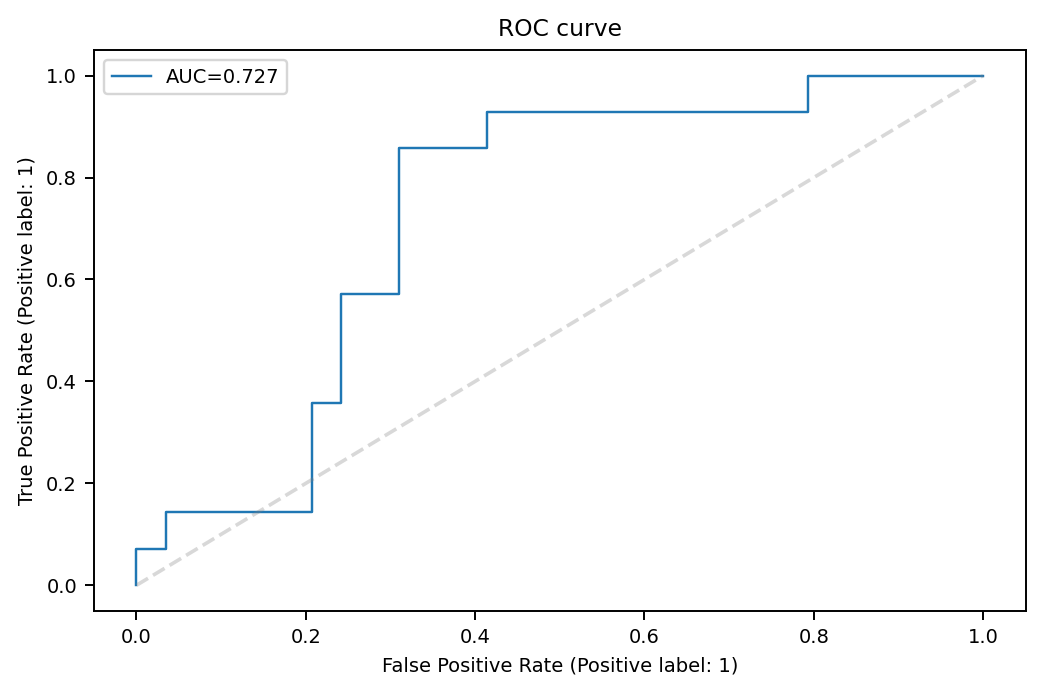 ROC curve
AUC=0.727
True Positive Rate (Positive label: 1)
1.0
0.8
0.6
0.4
0.2
0.0
0.0 0.2 0.4 0.6 0.8 1.0
False Positive Rate (Positive label: 1)